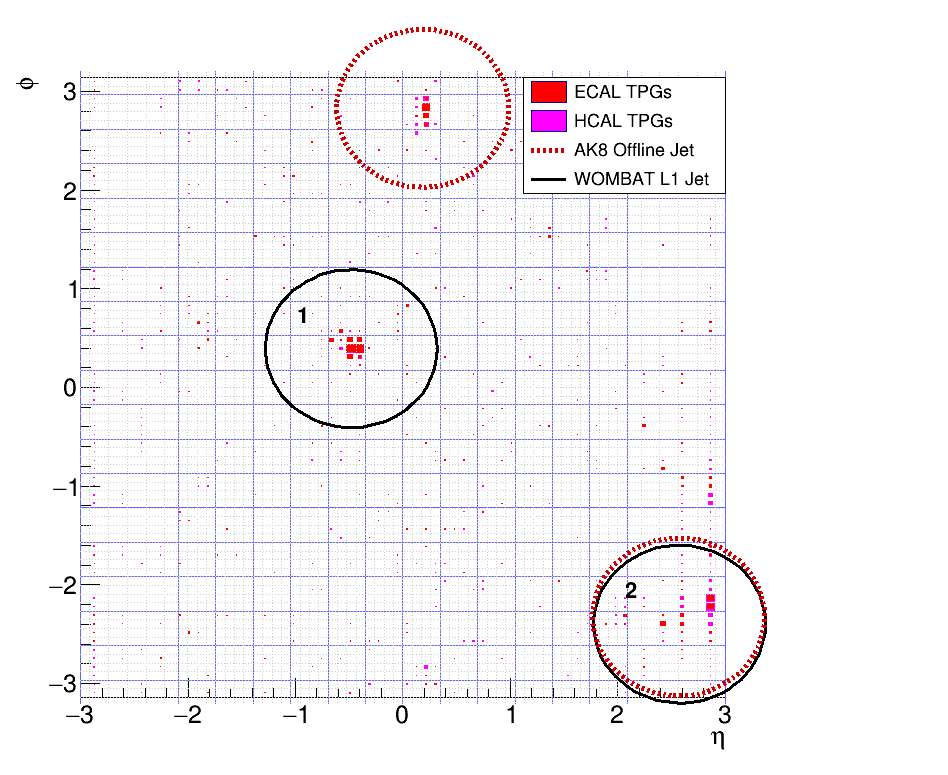 ϕ
3
ECAL TPGs
HCAL TPGs
AK8 Offline Jet
WOMBAT L1 Jet
2
1
1
0
−1
−2
2
−3
−3 −2 −1 0 1 2 3
η